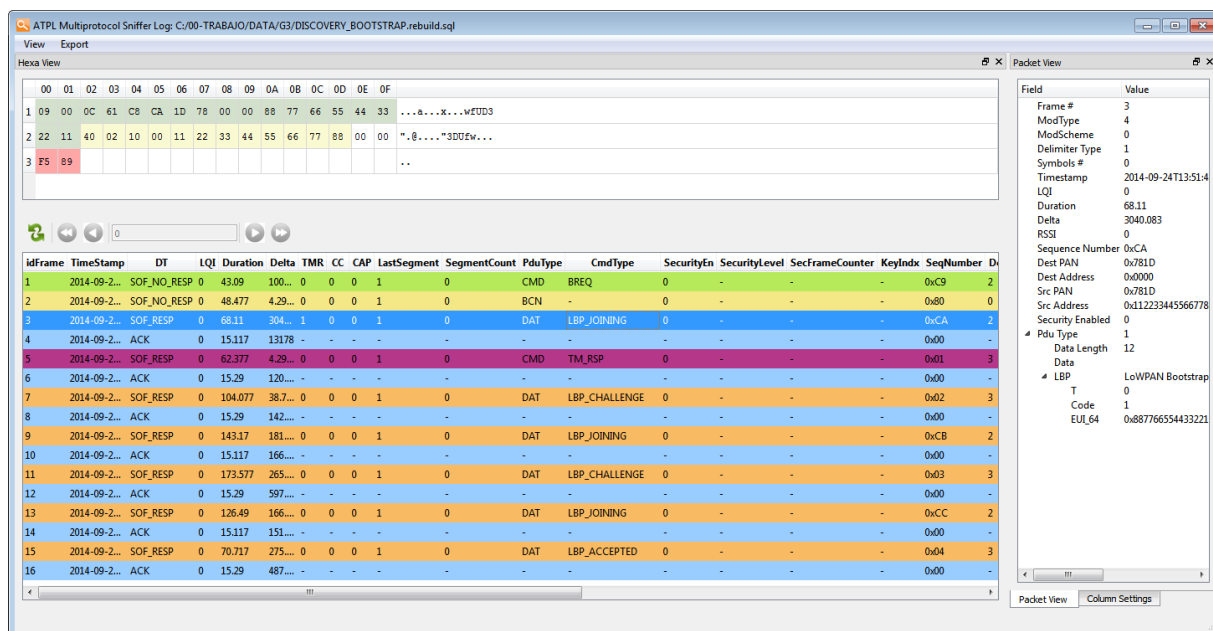 ATPL Multiprotocol Sniffer Log: C:/00-TRABAJO/DATA/G3/DISCOVERY_BOOTSTRAP.rebuild.sql
View Export
Hexa View
00 01 02 03 04 05 06 07 08 09 0A 0B 0C 0D 0E 0F
1 09 00 0C 61 C8 CA 1D 78 00 00 88 77 66 55 44 33 ...a...x...wfUD3
2 22 11 40 02 10 00 11 22 33 44 55 66 77 88 00 00 ".@...."3DUfw...
3 F5 89 ..
0
idFrame TimeStamp DT LQI Duration Delta TMR CC CAP LastSegment SegmentCount PduType CmdType SecurityEn SecurityLevel SecFrameCounter KeyIndx SeqNumber
1 2014-09-2... SOF_NO_RESP 0 43.09 100... 0 0 0 1 0 CMD BREQ 0 - - - 0xC9 2
2 2014-09-2... SOF_NO_RESP 0 48.477 4.29... 0 0 0 1 0 BCN - 0 - - - 0x80 0
3 2014-09-2... SOF_RESP 0 68.11 304... 1 0 0 1 0 DAT LBP_JOINING 0 - - - 0xCA 2
4 2014-09-2... ACK 0 15.117 13178 - - - - - - - - - - - 0x00 -
5 2014-09-2... SOF_RESP 0 62.377 4.29... 0 0 0 1 0 CMD TM_RSP 0 - - - 0x01 3
6 2014-09-2... ACK 0 15.29 120.... - - - - - - - - - - - 0x00 -
7 2014-09-2... SOF_RESP 0 104.077 38.7... 0 0 0 1 0 DAT LBP_CHALLENGE 0 - - - 0x02 3
8 2014-09-2... ACK 0 15.29 142.... - - - - - - - - - - - 0x00 -
9 2014-09-2... SOF_RESP 0 143.17 181.... 0 0 0 1 0 DAT LBP_JOINING 0 - - - 0xCB 2
10 2014-09-2... ACK 0 15.117 166.... - - - - - - - - - - - 0x00 -
11 2014-09-2... SOF_RESP 0 173.577 265.... 0 0 0 1 0 DAT LBP_CHALLENGE 0 - - - 0x03 3
12 2014-09-2... ACK 0 15.29 597.... - - - - - - - - - - - 0x00 -
13 2014-09-2... SOF_RESP 0 126.49 166.... 0 0 0 1 0 DAT LBP_JOINING 0 - - - 0xCC 2
14 2014-09-2... ACK 0 15.117 151.... - - - - - - - - - - - 0x00 -
15 2014-09-2... SOF_RESP 0 70.717 275.... 0 0 0 1 0 DAT LBP_ACCEPTED 0 - - - 0x04 3
16 2014-09-2... ACK 0 15.29 487.... - - - - - - - - - - - 0x00 -
Packet View
Field Value
Frame # 3
ModType 4
ModScheme 0
Delimiter Type 1
Symbols # 0
Timestamp 2014-09-24T13:51:4
LQI 0
Duration 68.11
Delta 3040.083
RSSI 0
Sequence Number 0xCA
Dest PAN 0x781D
Dest Address 0x0000
Src PAN 0x781D
Src Address 0x112233445566778
Security Enabled 0
Pdu Type 1
Data Length 12
Data
LBP LoWPAN Bootstrap
T 0
Code 1
EUI_64 0x887766554433221
Packet View Column Settings